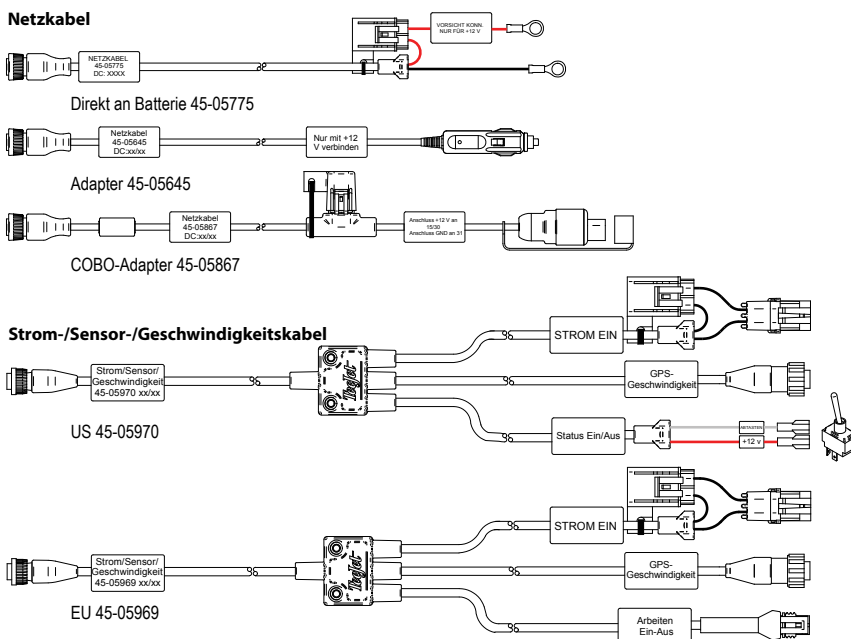 Netzkabel
VORSICHT KONN.
NUR FÜR +12 V
NETZKABEL
45-05775
DC: XXXX
Direkt an Batterie 45-05775
Netzkabel
45-05645
DC:xx/xx
Nur mit +12
V verbinden
Adapter 45-05645
Netzkabel
45-05867
DC:xx/xx
Anschluss +12 V an
15/30
Anschluss GND an 31
COBO-Adapter 45-05867
Strom-/Sensor-/Geschwindigkeitskabel
STROM EIN
Strom/Sensor/
Geschwindigkeit
45-05970 xx/xx
TeeJet
GPS-
Geschwindigkeit
US 45-05970
Status Ein/Aus
+12 v
STROM EIN
Strom/Sensor/
Geschwindigkeit
45-05969 xx/xx
TeeJet
GPS-
Geschwindigkeit
EU 45-05969
Arbeiten
Ein-Aus